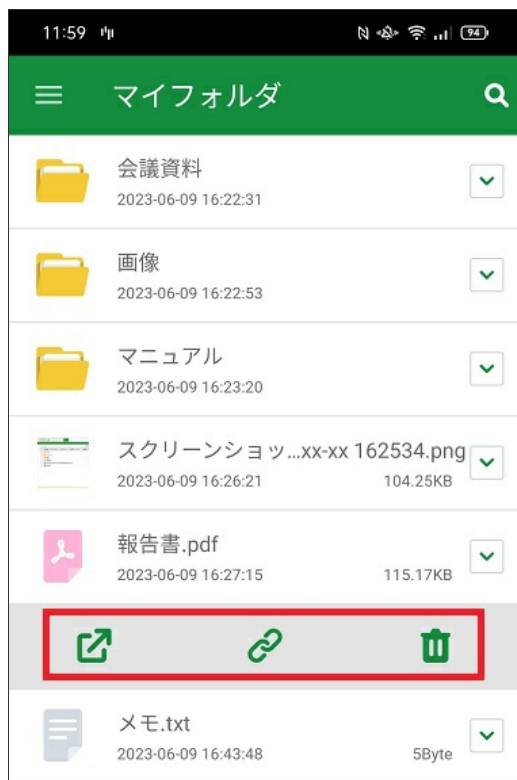 11:59
94
マイフォルダ
会議資料
2023-06-09 16:22:31
画像
2023-06-09 16:22:53
マニュアル
2023-06-09 16:23:20
スクリーンショッ...xx-xx 162534.png
2023-06-09 16:26:21 104.25KB
報告書.pdf
2023-06-09 16:27:15 115.17KB
メモ.txt
2023-06-09 16:43:48 5Byte